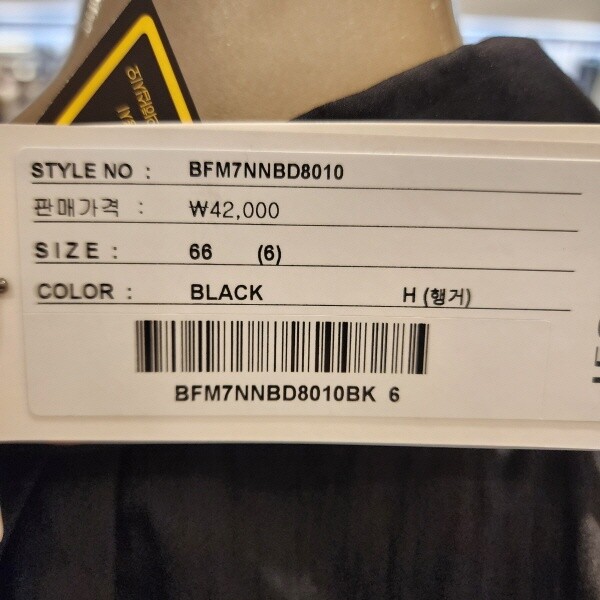 STYLE NO : BFM7NNBD8010
판매가격 : ₩42,000
SIZE : 66 (6)
COLOR : BLACK H (행거)
BFM7NNBD8010BK 6